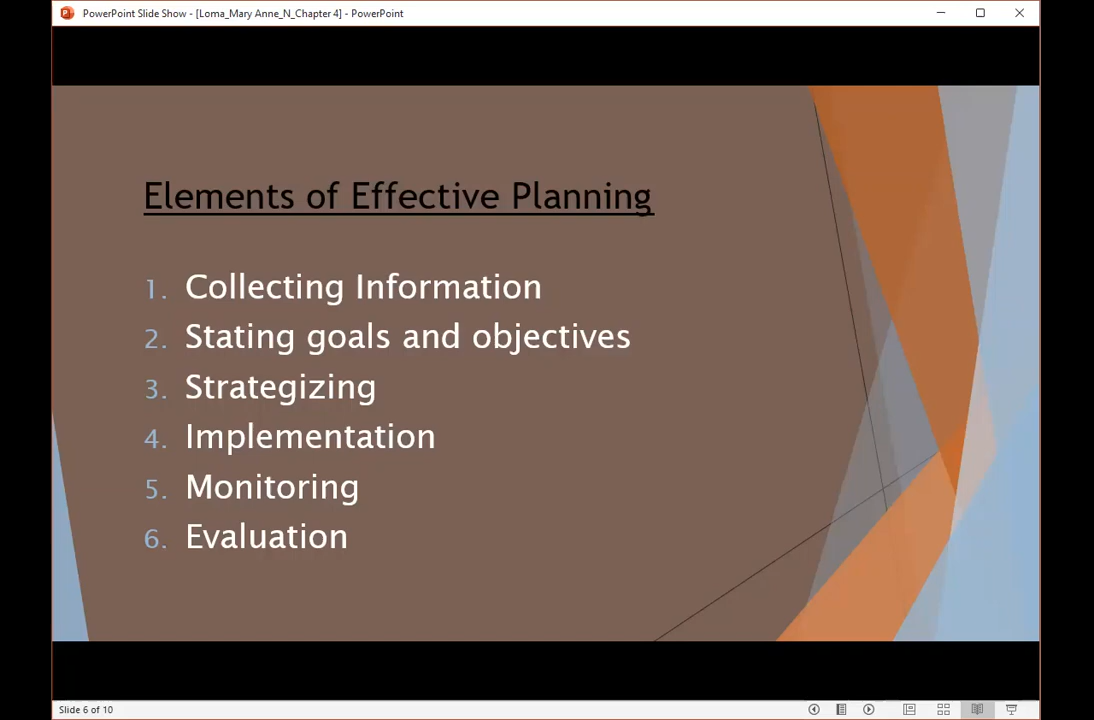 PowerPoint Slide Show - [Loma_Mary Anne_N_Chapter 4] - PowerPoint
Elements of Effective Planning
1. Collecting Information
2. Stating goals and objectives
3. Strategizing
4. Implementation
5. Monitoring
6. Evaluation
Slide 6 of 10